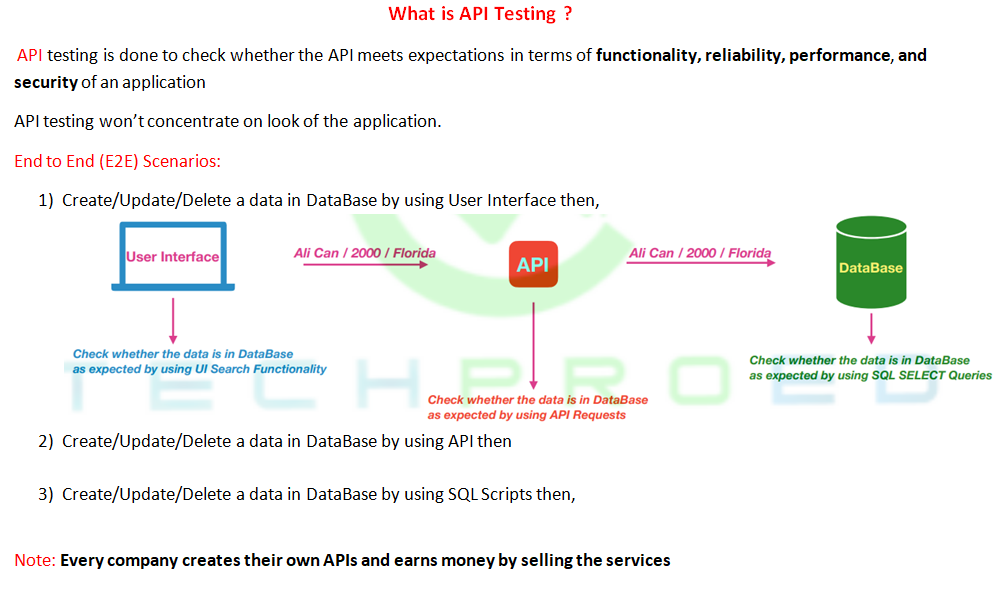 What is API Testing ?
API testing is done to check whether the API meets expectations in terms of functionality, reliability, performance, and
security of an application
API testing won't concentrate on look of the application.
End to End (E2E) Scenarios:
1) Create/Update/Delete a data in DataBase by using User Interface then,
User Interface
Ali Can / 2000 / Florida
API
Ali Can / 2000 / Florida
DataBase
Check whether the data is in DataBase
as expected by using UI Search Functionality
Check whether the data is in DataBase
as expected by using API Requests
Check whether the data is in DataBase
as expected by using SQL SELECT Queries
TECHPROED
2) Create/Update/Delete a data in DataBase by using API then
3) Create/Update/Delete a data in DataBase by using SQL Scripts then,
Note: Every company creates their own APIs and earns money by selling the services